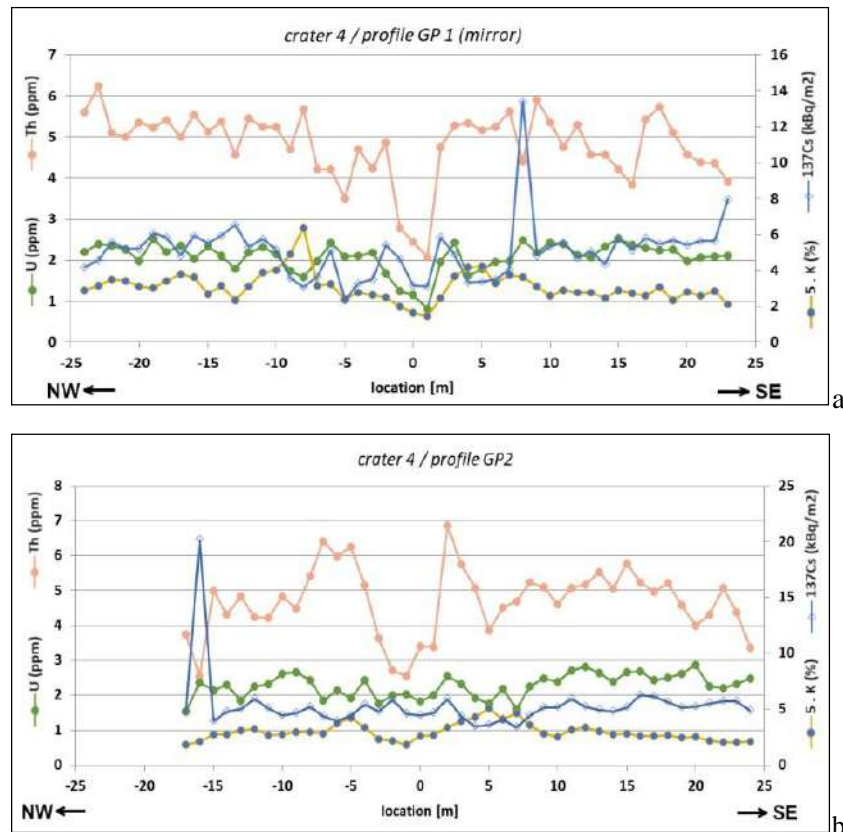 crater 4 / profile GP 1 (mirror)
7 16
6 14
5 12
4 10
3 8
2 6
1 4
0 2
0
Th (ppm)
U (ppm)
137Cs (kBq/m2)
5 . K (%)
-25 -20 -15 -10 -5 0 5 10 15 20 25
NW location [m] SE
a
crater 4 / profile GP2
8 25
7 20
6 15
5 10
4 5
3 0
2
1
0
Th (ppm)
U (ppm)
137Cs (kBq/m2)
5 . K (%)
-25 -20 -15 -10 -5 0 5 10 15 20 25
NW location [m] SE
b